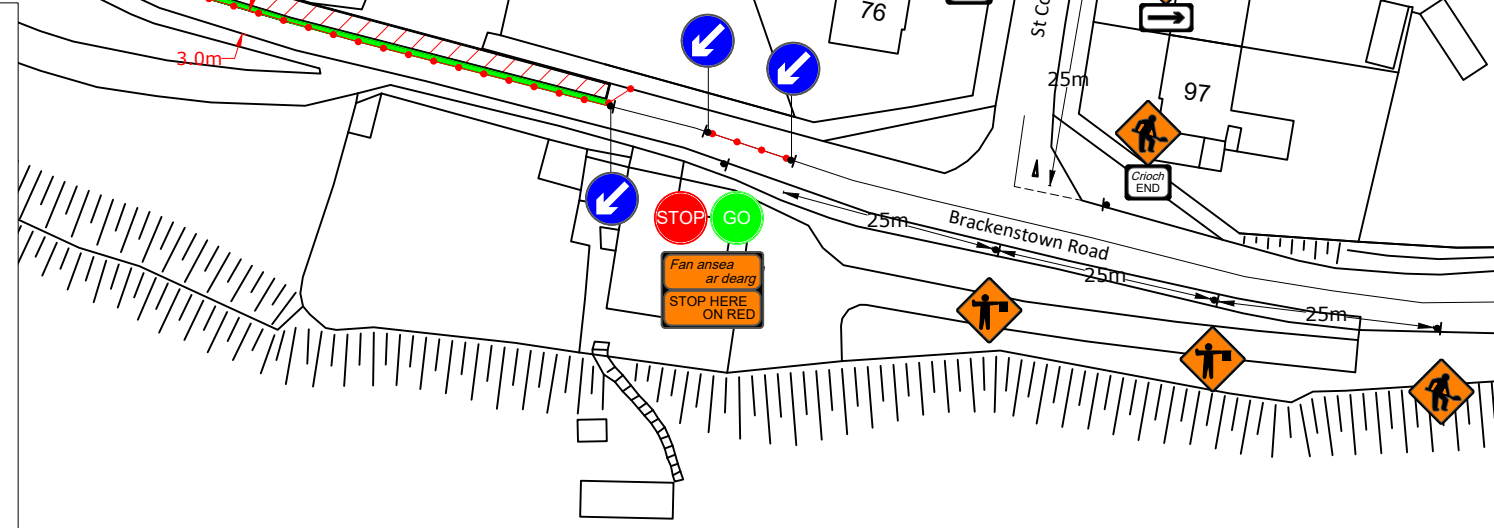 76
St Co
3.0m
25m
97
Crioch
END
STOP
GO
25m
Brackenstown Road
25m
Fan ansea
ar dearg
STOP HERE
ON RED
25m